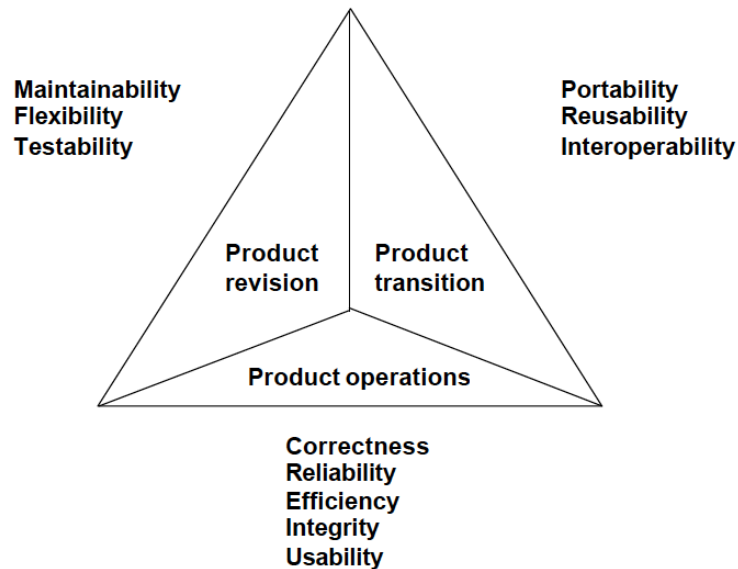 Maintainability
Flexibility
Testability
Portability
Reusability
Interoperability
Product
revision
Product
transition
Product operations
Correctness
Reliability
Efficiency
Integrity
Usability